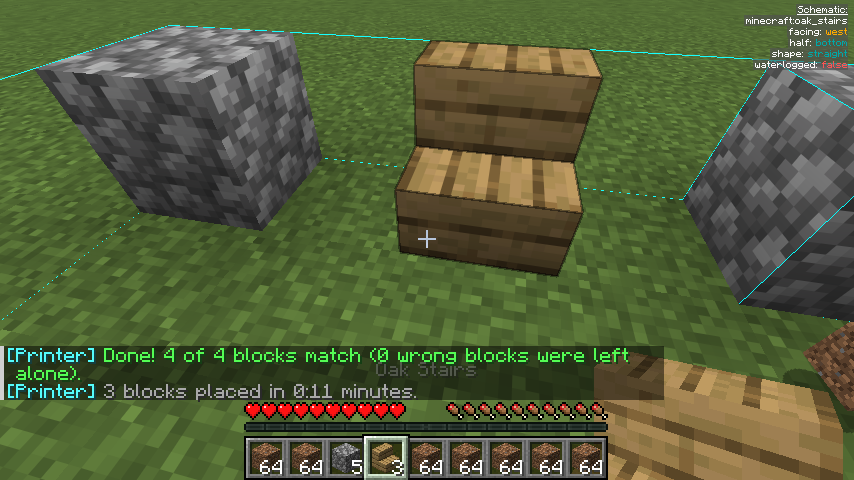 Schematic:
minecraft:oak_stairs
facing: west
half: bottom
shape: straight
waterlogged: false
[Printer] Done! 4 of 4 blocks match (0 wrong blocks were left
alone).
Oak Stairs
[Printer] 3 blocks placed in 0:11 minutes.
64 64 5 3 64 64 64 64 64